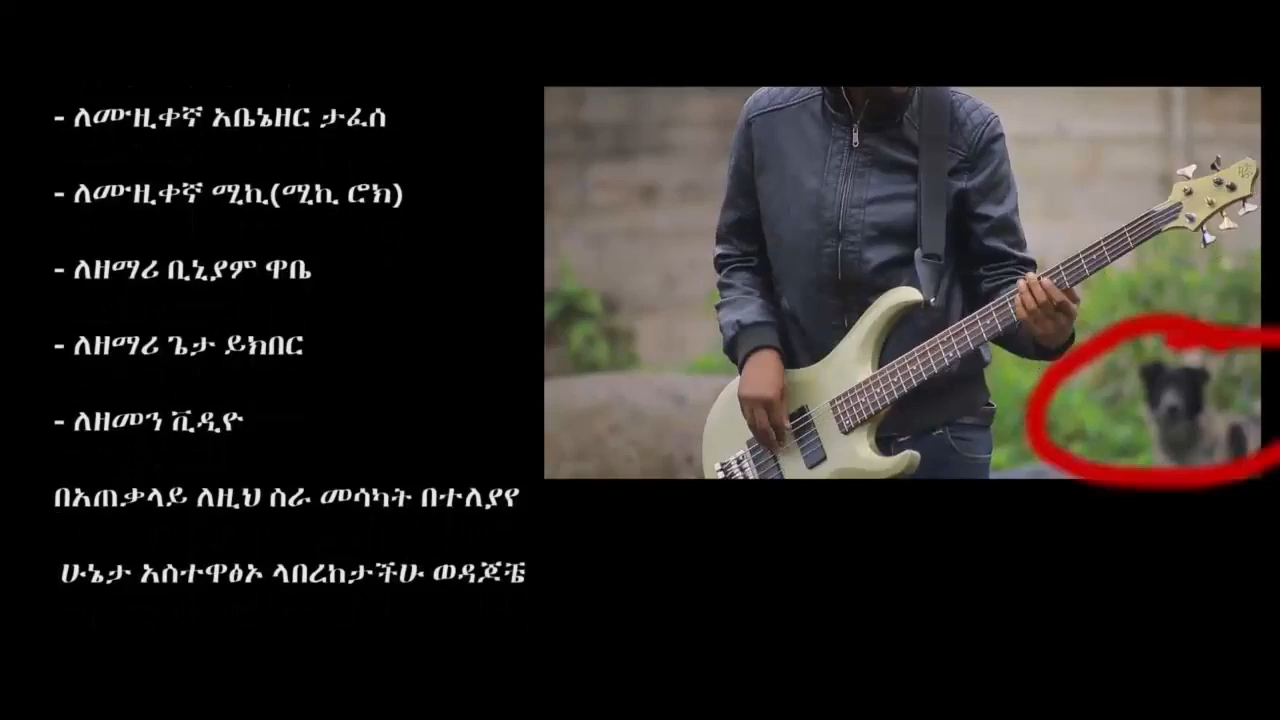 - ለሙዚቀኛ አቤኔዘር ታፈሰ
- ለሙዚቀኛ ሚኪ(ሚኪ ሮክ)
- ለዘማሪ ቢኒያም ዋቤ
- ለዘማሪ ጌታ ይክበር
- ለዘመን ቪዲዮ
በአጠቃላይ ለዚህ ሰራ መሳካት በተለያየ
ሁኔታ አስተዋፅኦ ላበረከታችሁ ወዳጆቼ